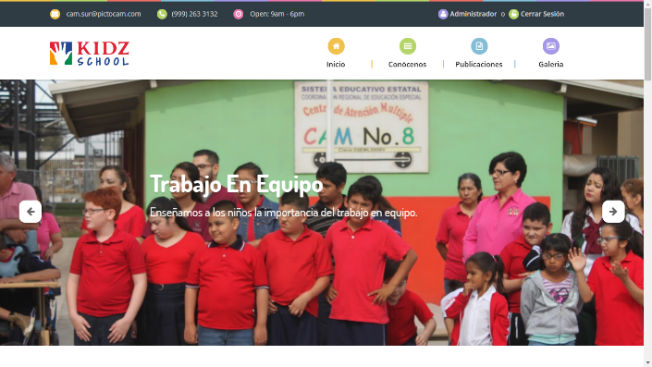 cam.sur@pictocam.com
(999) 263 3132
Open: 9am - 6pm
Administrador o Cerrar Sesión
KIDZ
SCHOOL
Inicio
Conócenos
Publicaciones
Galeria
SISTEMA EDUCATIVO ESTATAL
COORDINACION REGIONAL DE EDUCACIÓN ESPECIAL
Centro de Atención Múltiple
CAM No.8
Trabajo En Equipo
Enseñamos a los niños la importancia del trabajo en equipo.